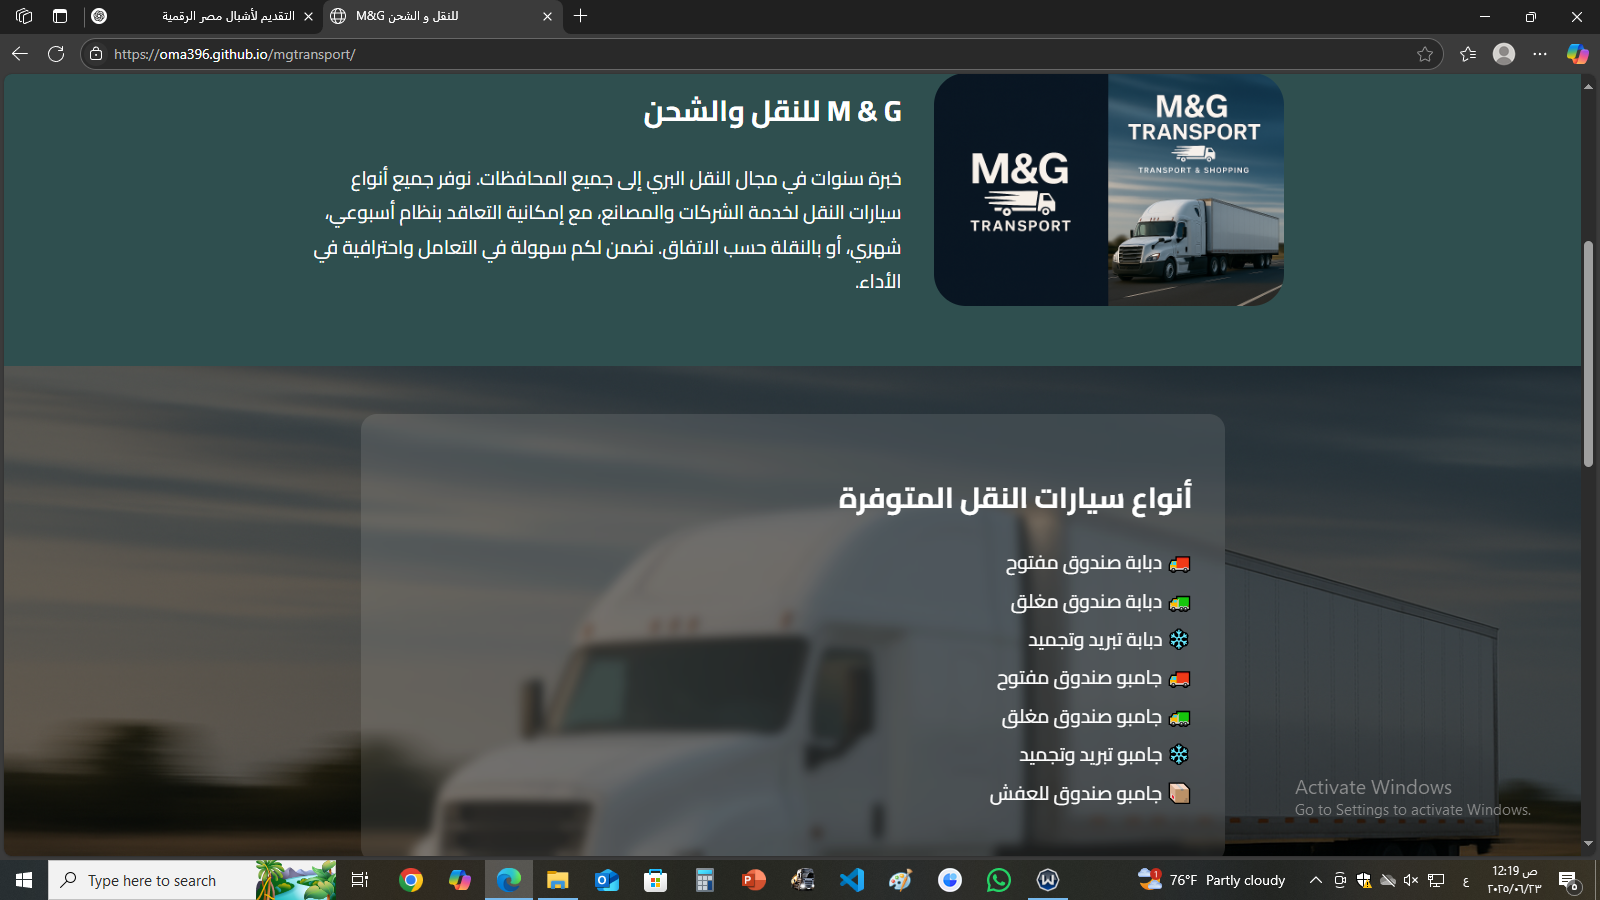 التقديم لأشبال مصر الرقمية
M&G للنقل و الشحن
https://oma396.github.io/mgtransport/
M & G للنقل والشحن
خبرة سنوات في مجال النقل البري إلى جميع المحافظات. نوفر جميع أنواع
سيارات النقل لخدمة الشركات والمصانع، مع إمكانية التعاقد بنظام أسبوعي،
شهري، أو بالنقلة حسب الاتفاق. نضمن لكم سهولة في التعامل واحترافية في
الأداء.
M&G
TRANSPORT
M&G
TRANSPORT
TRANSPORT & SHOPPING
أنواع سيارات النقل المتوفرة
دبابة صندوق مفتوح
دبابة صندوق مغلق
دبابة تبريد وتجميد
جامبو صندوق مفتوح
جامبو صندوق مغلق
جامبو تبريد وتجميد
جامبو صندوق للعفش
Activate Windows
Go to Settings to activate Windows.
Type here to search
1
76°F Partly cloudy
ع
12:19 ص
٢٠٢٥/٠٦/٢٣
٥